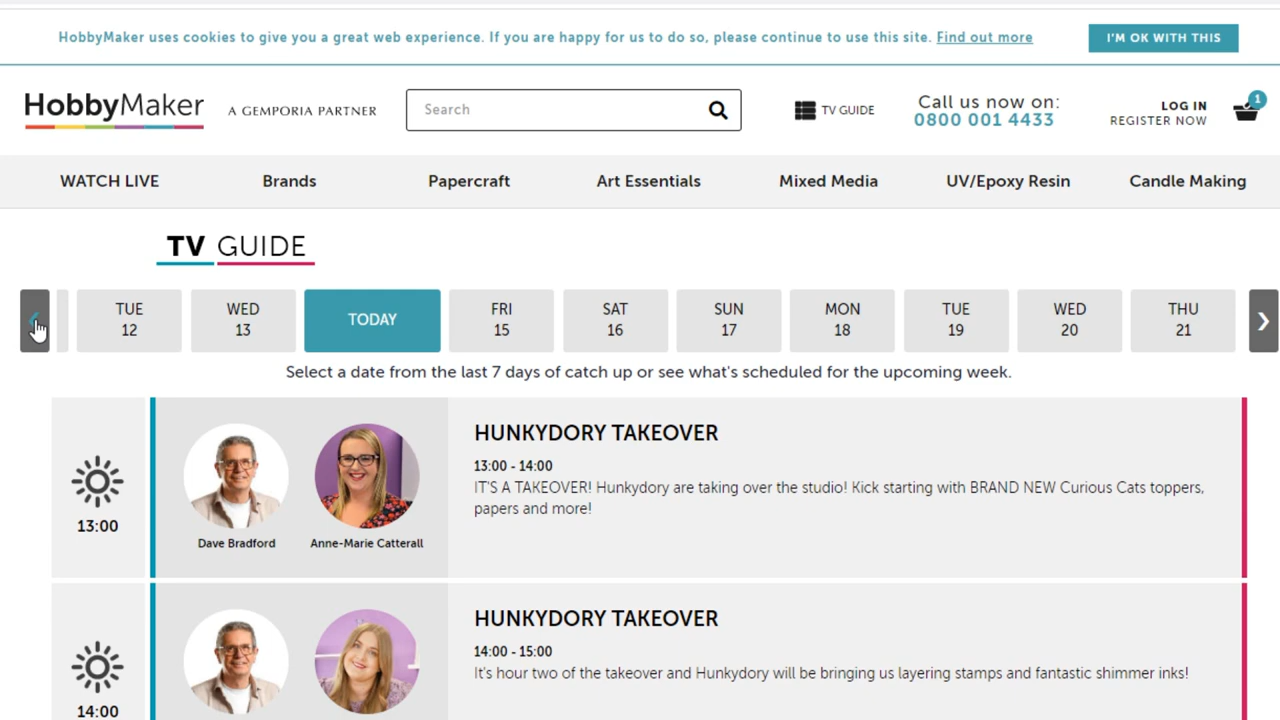 HobbyMaker uses cookies to give you a great web experience. If you are happy for us to do so, please continue to use this site. Find out more
I'M OK WITH THIS
HobbyMaker
A GEMPORIA PARTNER
Search
TV GUIDE
Call us now on:
0800 001 4433
LOG IN
REGISTER NOW
1
WATCH LIVE
Brands
Papercraft
Art Essentials
Mixed Media
UV/Epoxy Resin
Candle Making
TV GUIDE
TUE
12
WED
13
TODAY
FRI
15
SAT
16
SUN
17
MON
18
TUE
19
WED
20
THU
21
Select a date from the last 7 days of catch up or see what's scheduled for the upcoming week.
13:00
Dave Bradford
Anne-Marie Catterall
HUNKYDORY TAKEOVER
13:00 - 14:00
IT'S A TAKEOVER! Hunkydory are taking over the studio! Kick starting with BRAND NEW Curious Cats toppers,
papers and more!
14:00
HUNKYDORY TAKEOVER
14:00 - 15:00
It's hour two of the takeover and Hunkydory will be bringing us layering stamps and fantastic shimmer inks!